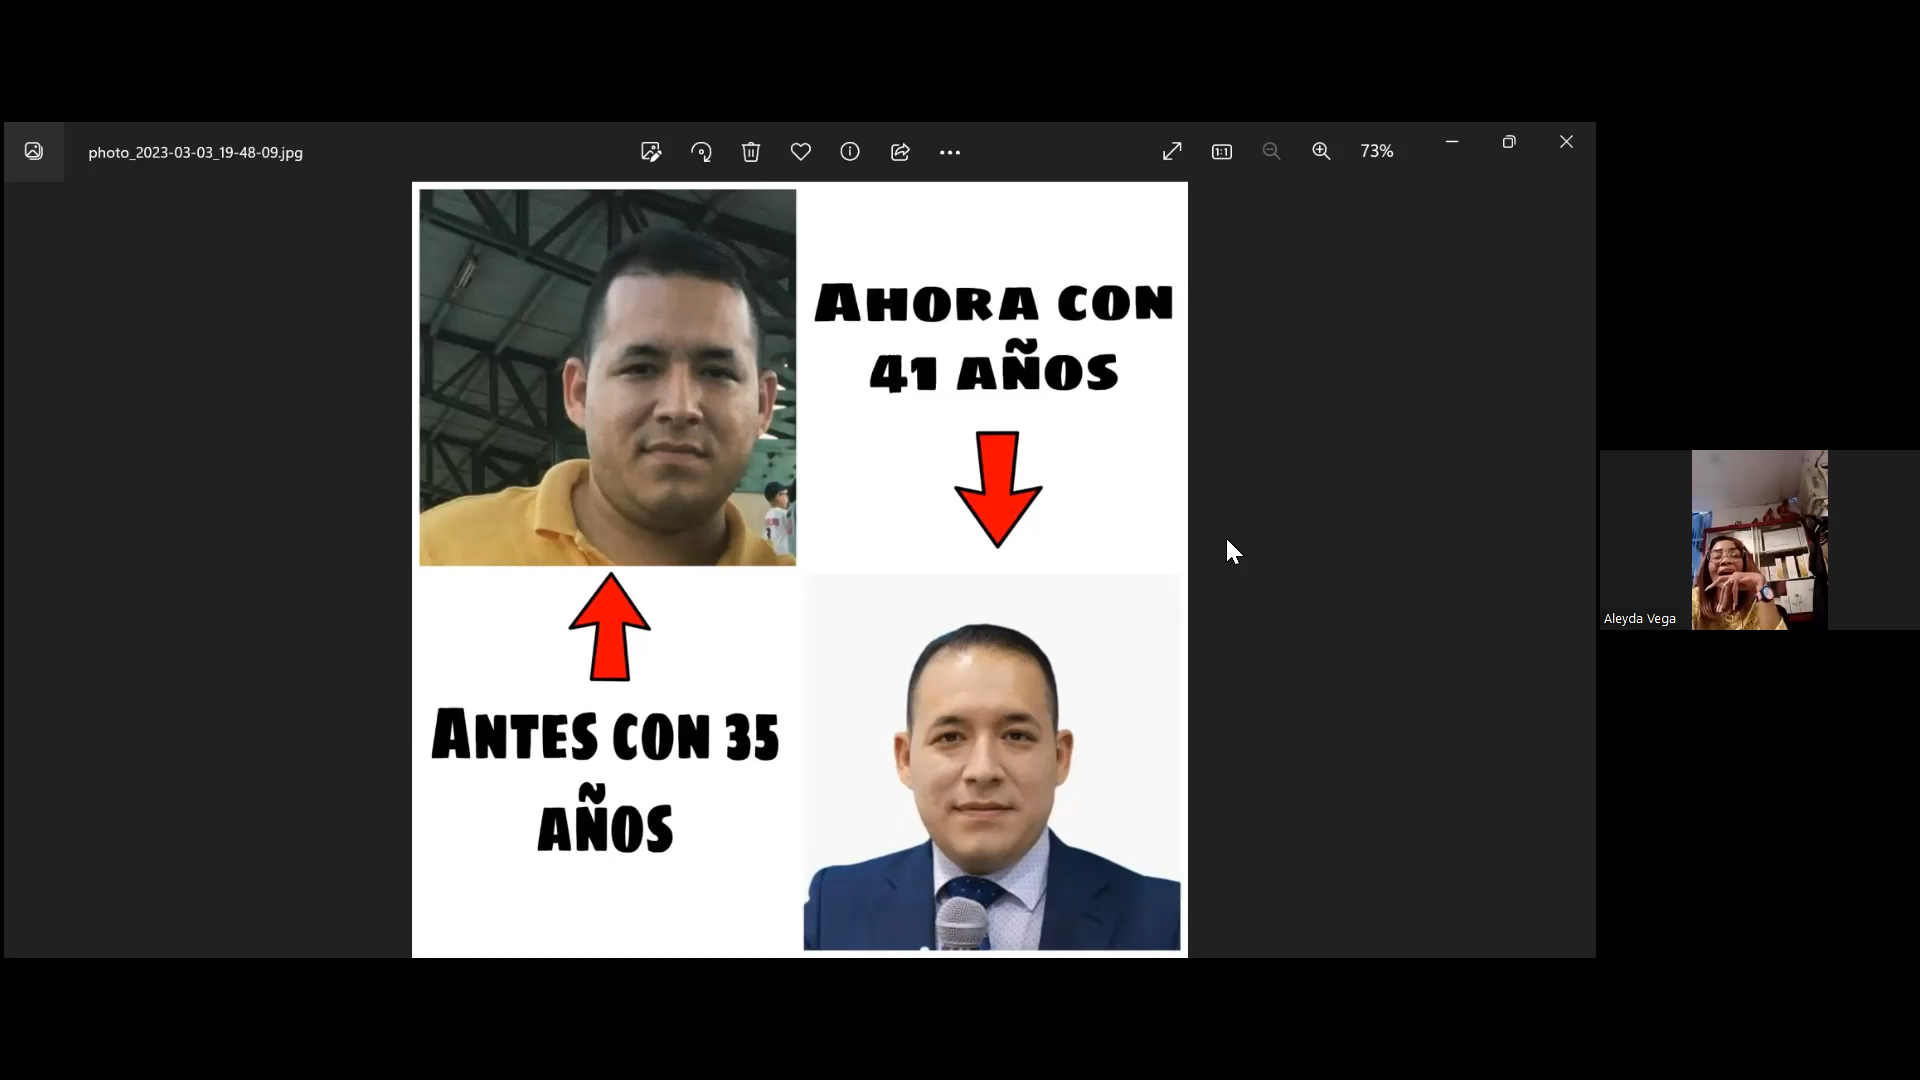 photo_2023-03-03_19-48-09.jpg
73%
AHORA CON
41 AÑOS
ANTES CON 35
AÑOS
Aleyda Vega